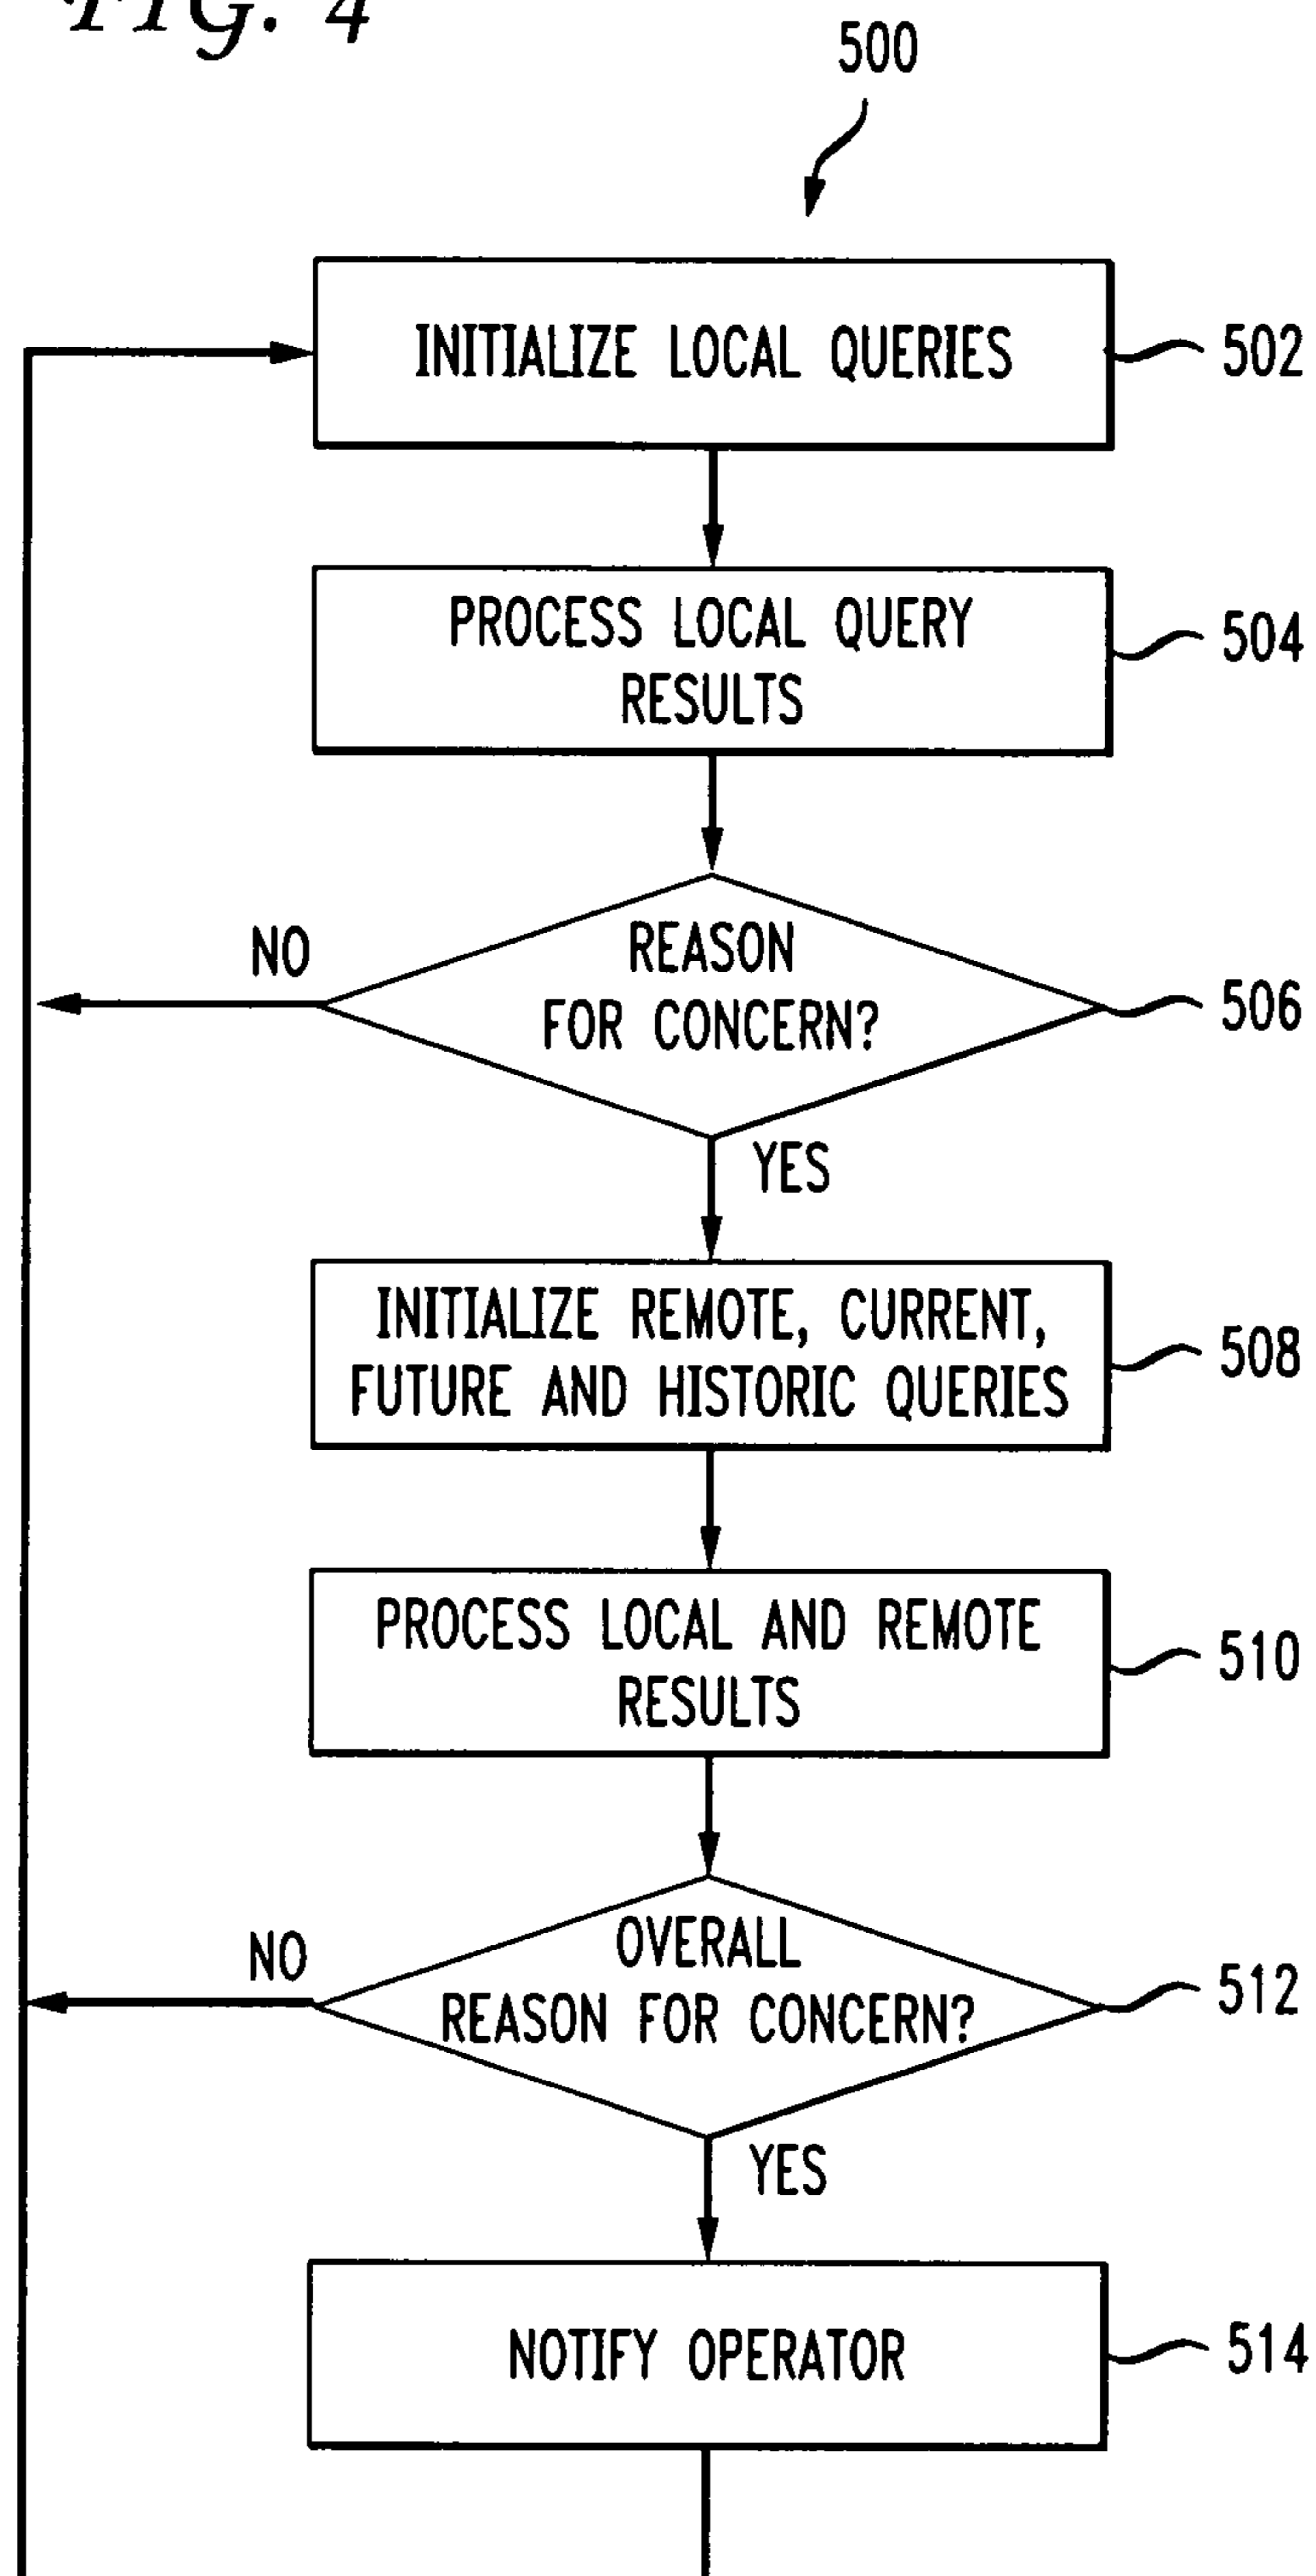 FIG. 4
500
INITIALIZE LOCAL QUERIES
502
PROCESS LOCAL QUERY
RESULTS
504
NO
REASON
FOR CONCERN?
506
YES
INITIALIZE REMOTE, CURRENT,
FUTURE AND HISTORIC QUERIES
508
PROCESS LOCAL AND REMOTE
RESULTS
510
NO
OVERALL
REASON FOR CONCERN?
512
YES
NOTIFY OPERATOR
514